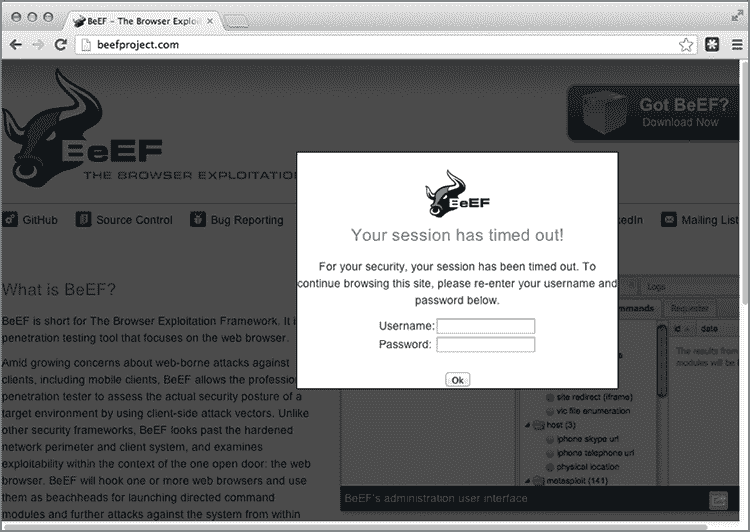 BeEF – The Browser Exploi
beefproject.com
BeEF
THE BROWSER EXPLOITATION
Got BeEF?
Download Now
GitHub
Source Control
Bug Reporting
kedIn
Mailing List
BeEF
Your session has timed out!
For your security, your session has been timed out. To
continue browsing this site, please re-enter your username and
password below.
Username:
Password:
Ok
What is BeEF?
BeEF is short for The Browser Exploitation Framework. It i
penetration testing tool that focuses on the web browser.
Amid growing concerns about web-borne attacks against
clients, including mobile clients, BeEF allows the profession
penetration tester to assess the actual security posture of a
target environment by using client-side attack vectors. Unlike
other security frameworks, BeEF looks past the hardened
network perimeter and client system, and examines
exploitability within the context of the one open door: the web
browser. BeEF will hook one or more web browsers and use
them as beachheads for launching directed command
modules and further attacks against the system from within
Logs
mmands
Requester
id
date
The results from
modules will be l
site redirect (iframe)
vic file enumeration
host (3)
iphone skype url
iphone telephone url
physical location
metasploit (141)
BeEF's administration user interface